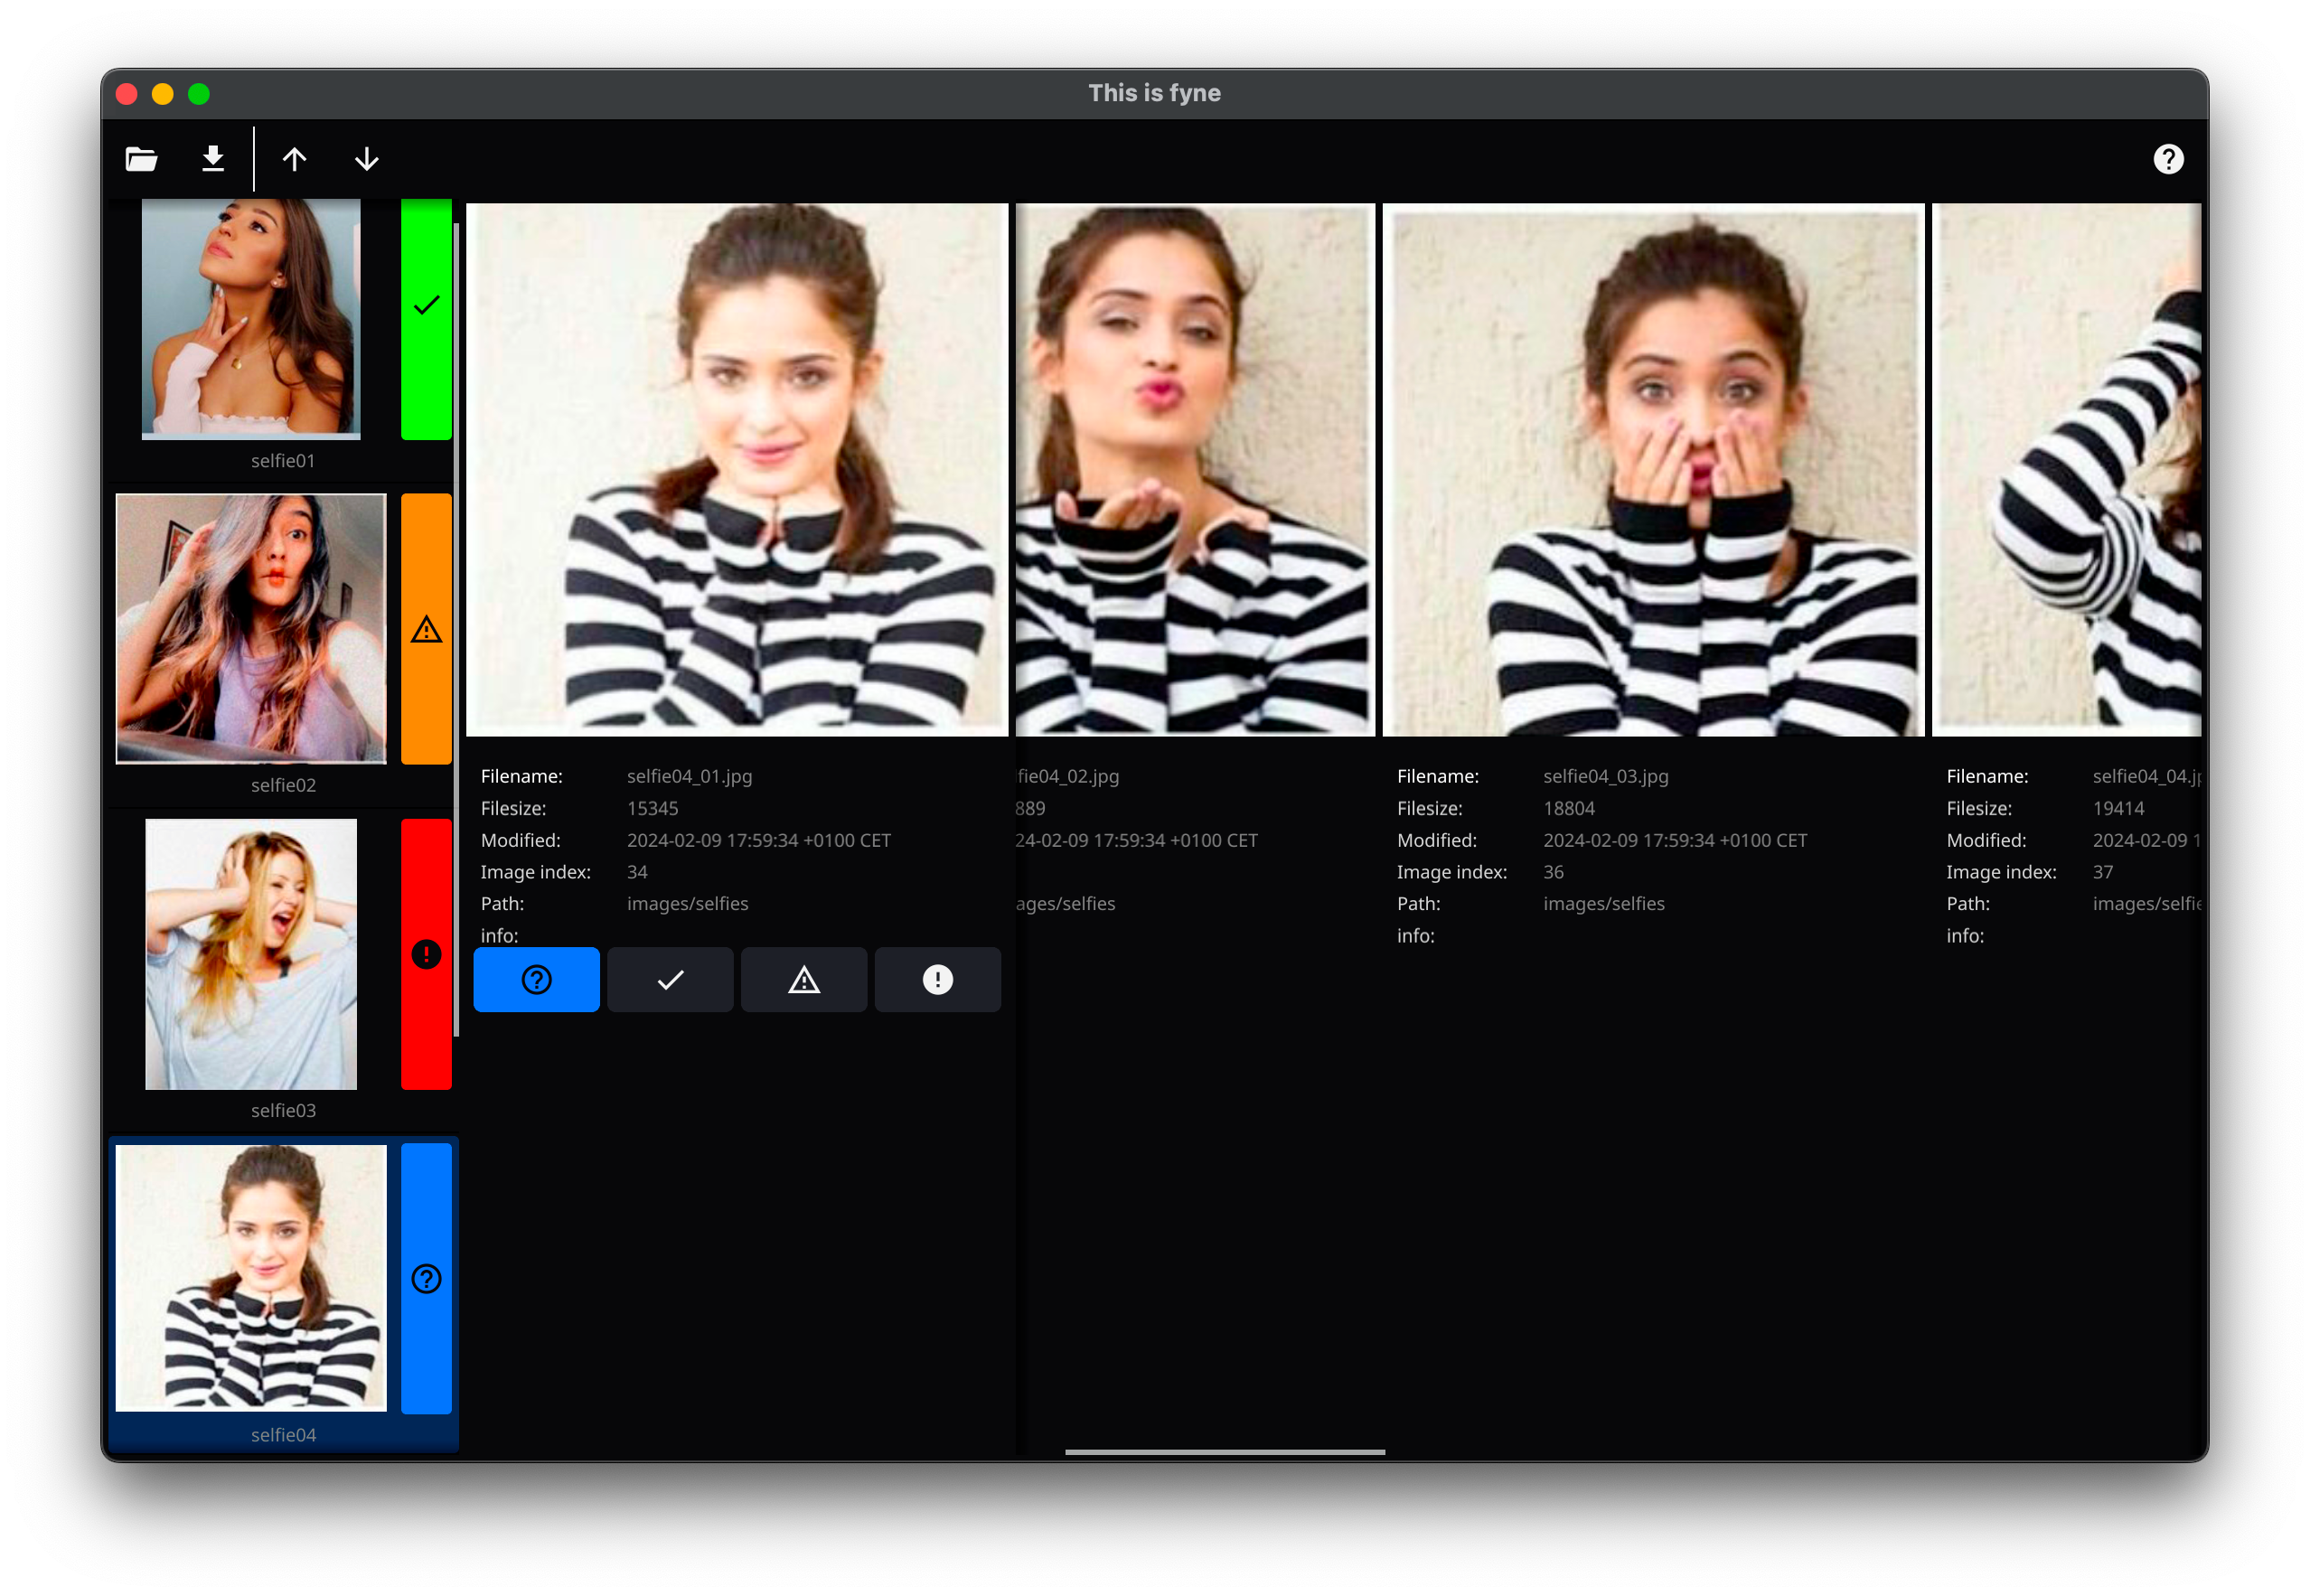 This is fyne
selfie01
selfie02
selfie03
selfie04
Filename: selfie04_01.jpg
Filesize: 15345
Modified: 2024-02-09 17:59:34 +0100 CET
Image index: 34
Path: images/selfies
info:
lfie04_02.jpg
889
24-02-09 17:59:34 +0100 CET
ages/selfies
Filename: selfie04_03.jpg
Filesize: 18804
Modified: 2024-02-09 17:59:34 +0100 CET
Image index: 36
Path: images/selfies
info:
Filename: selfie04_04.j
Filesize: 19414
Modified: 2024-02-09 1
Image index: 37
Path: images/selfie
info: